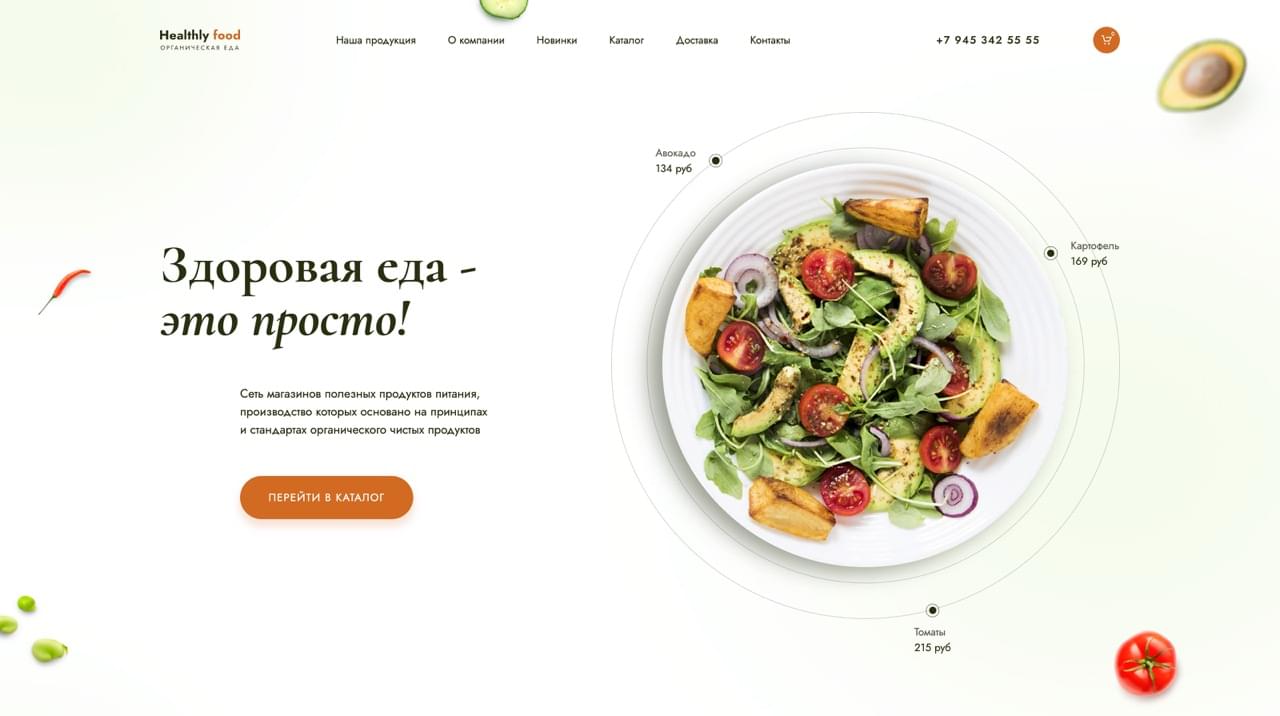 Healthly food
ОРГАНИЧЕСКАЯ ЕДА
Наша продукция
О компании
Новинки
Каталог
Доставка
Контакты
+7 945 342 55 55
0
Здоровая еда -
это просто!
Сеть магазинов полезных продуктов питания,
производство которых основано на принципах
и стандартах органического чистых продуктов
ПЕРЕЙТИ В КАТАЛОГ
Авокадо
134 руб
Картофель
169 руб
Томаты
215 руб